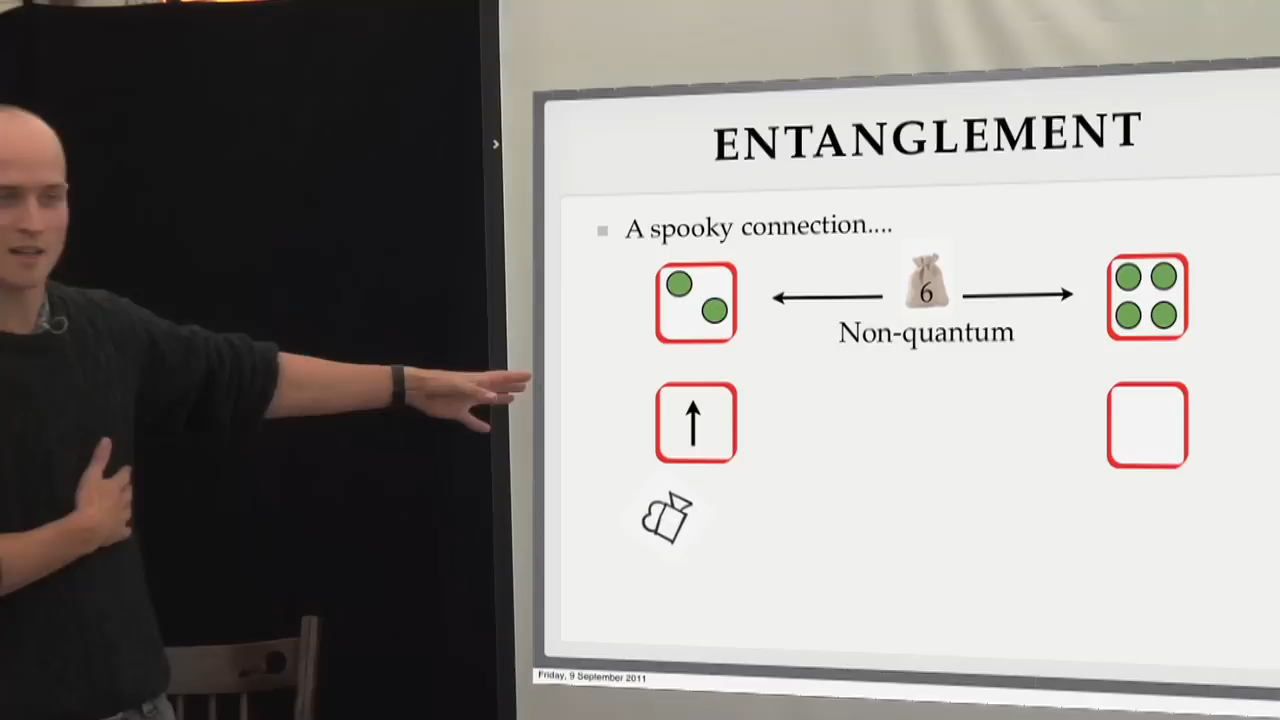 ENTANGLEMENT
A spooky connection....
6
Non-quantum
Friday, 9 September 2011